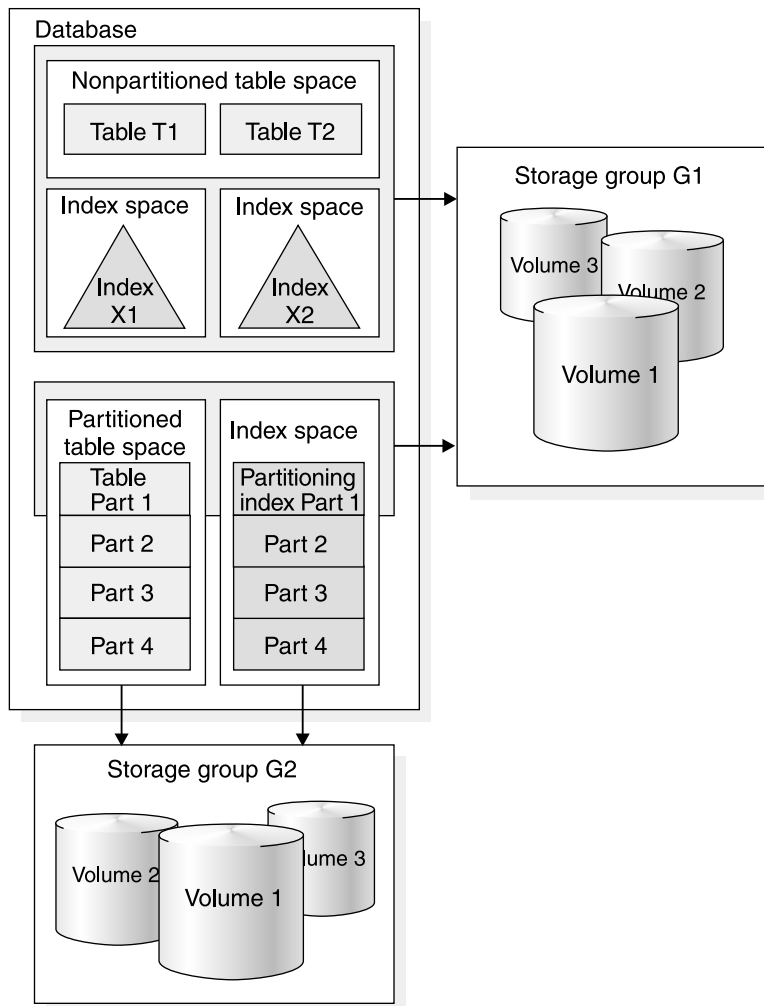 Database
Nonpartitioned table space
Table T1
Table T2
Index space
Index
X1
Index space
Index
X2
Storage group G1
Volume 3
Volume 2
Volume 1
Partitioned
table space
Table
Part 1
Part 2
Part 3
Part 4
Index space
Partitioning
index Part 1
Part 2
Part 3
Part 4
Storage group G2
Volume 2
Volume 1
lume 3